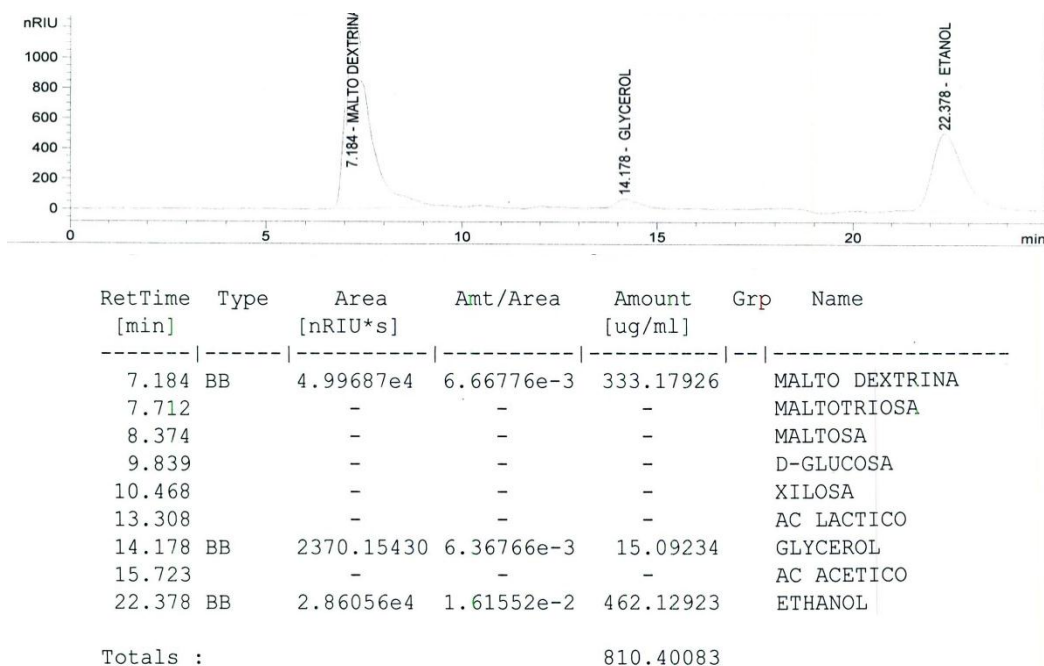 nRIU
1000
800
600
400
200
0
7.184 - MALTO DEXTRINA
14.178 - GLYCEROL
22.378 - ETANOL
0 5 10 15 20 min
RetTime Type Area Amt/Area Amount Grp Name
[min] [nRIU*s] [ug/ml]
-------|------|-----------|----------|-----------|--|-------------------
7.184 BB 4.99687e4 6.66776e-3 333.17926 MALTO DEXTRINA
7.712 - - - MALTOTRIOSA
8.374 - - - MALTOSA
9.839 - - - D-GLUCOSA
10.468 - - - XILOSA
13.308 - - - AC LACTICO
14.178 BB 2370.15430 6.36766e-3 15.09234 GLYCEROL
15.723 - - - AC ACETICO
22.378 BB 2.86056e4 1.61552e-2 462.12923 ETHANOL
Totals : 810.40083